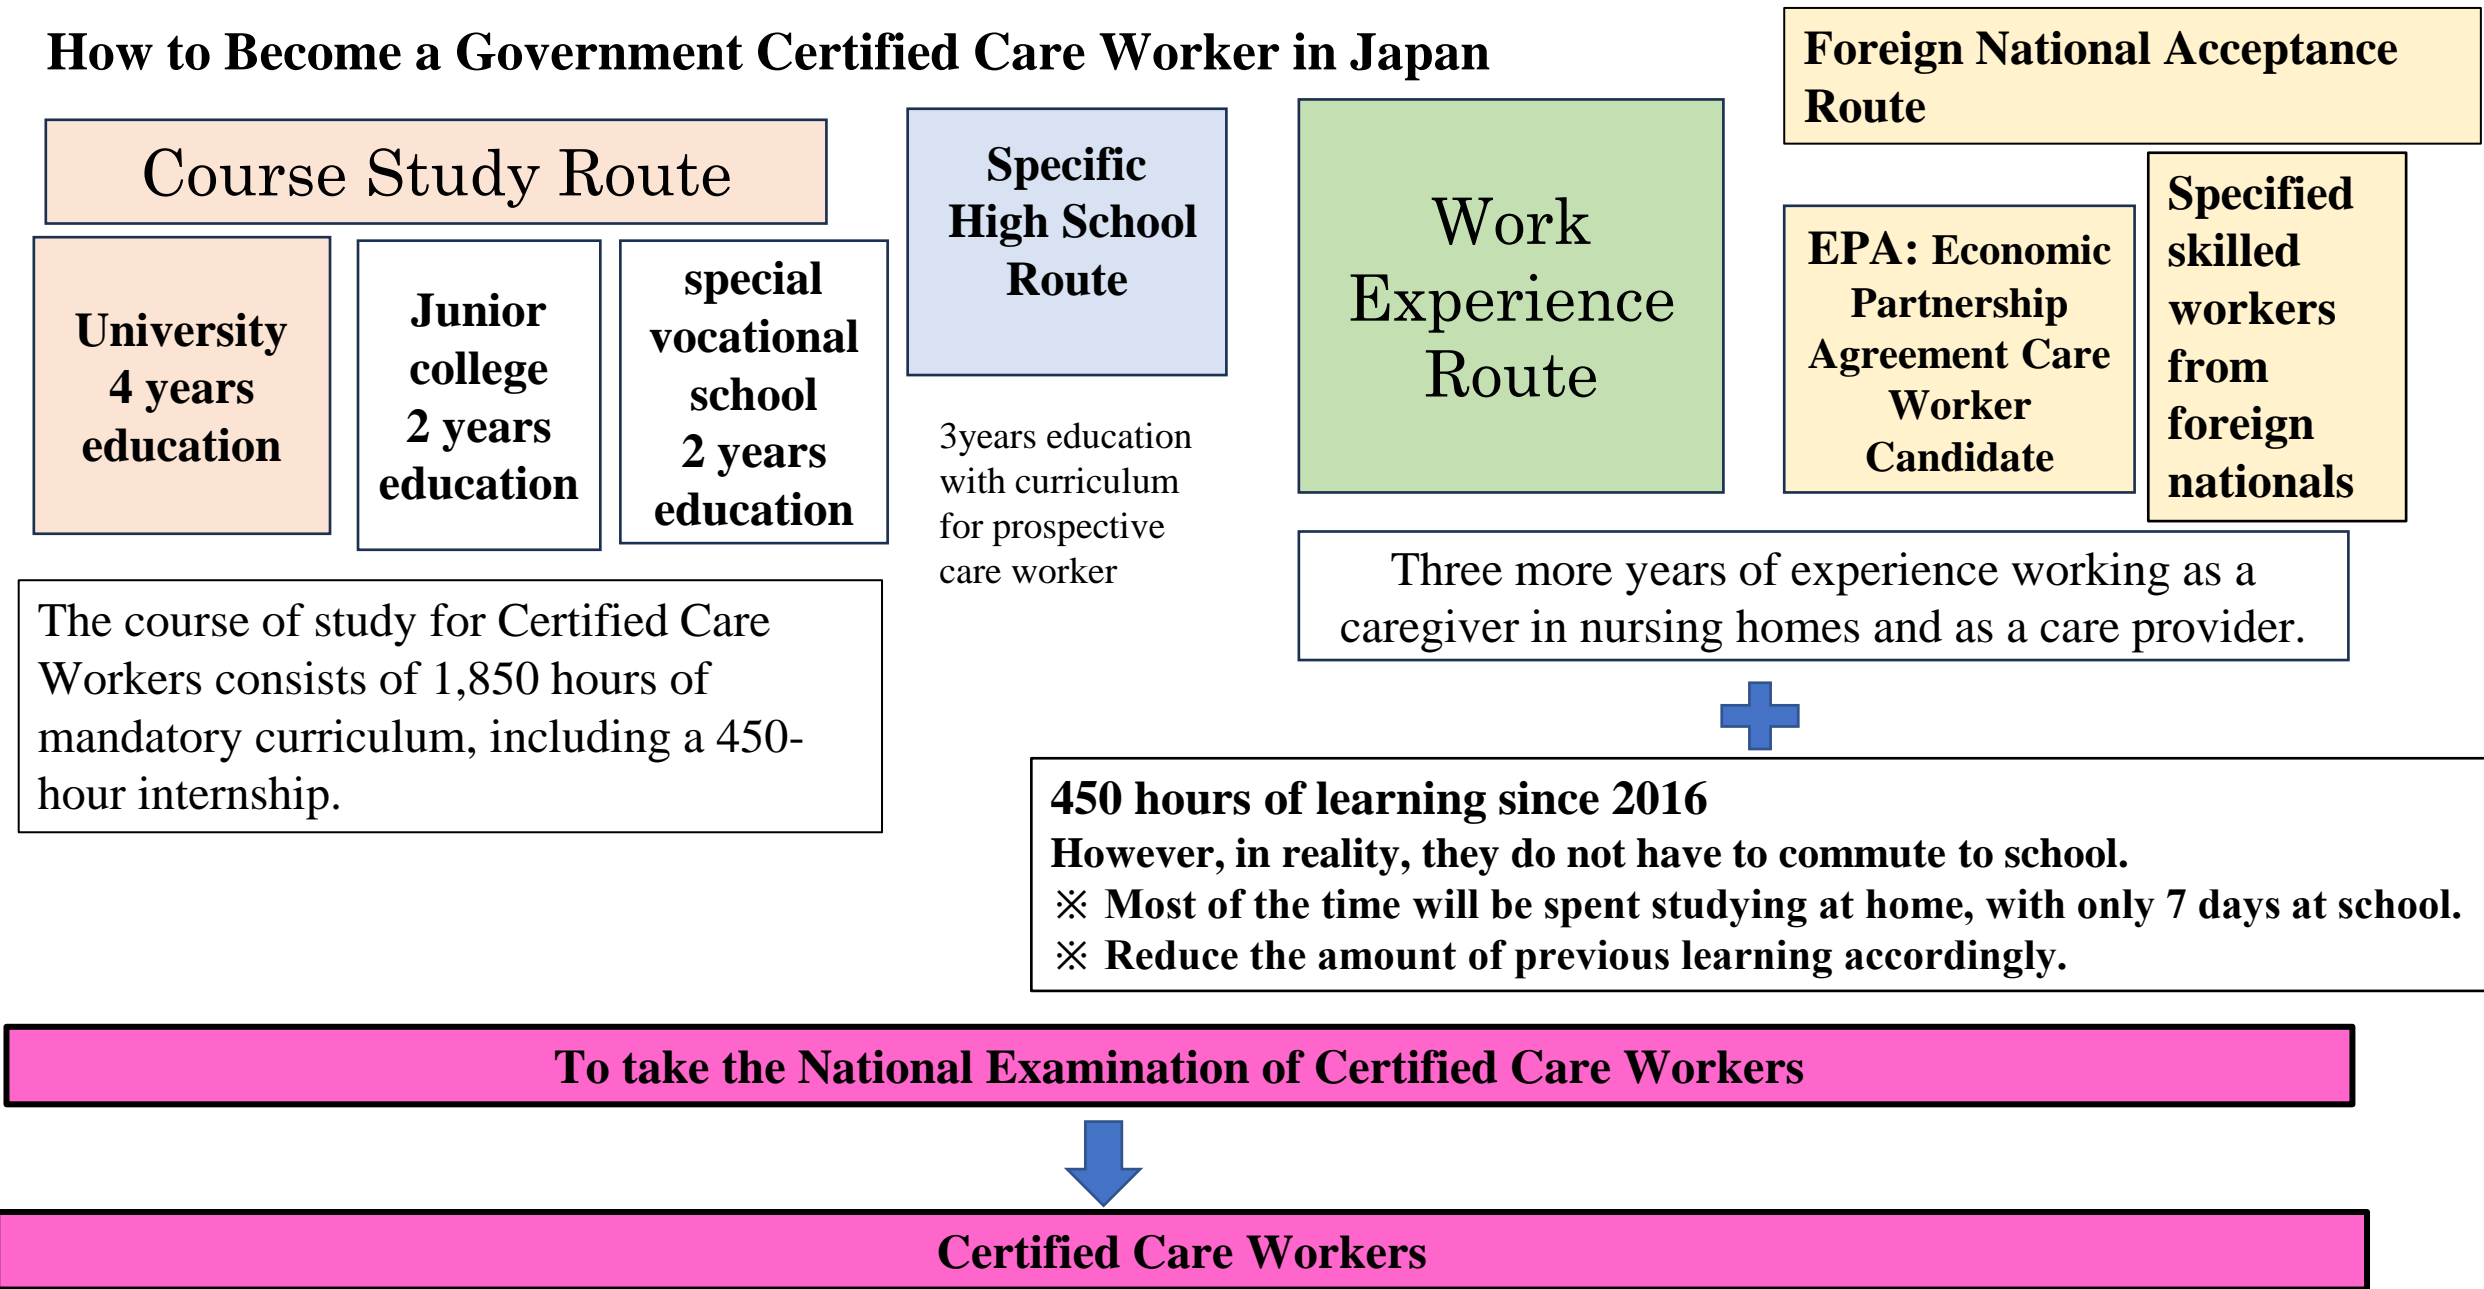 How to Become a Government Certified Care Worker in Japan
Course Study Route
University
4 years
education
Junior
college
2 years
education
special
vocational
school
2 years
education
The course of study for Certified Care
Workers consists of 1,850 hours of
mandatory curriculum, including a 450-
hour internship.
Specific
High School
Route
3years education
with curriculum
for prospective
care worker
Work
Experience
Route
Foreign National Acceptance
Route
EPA: Economic
Partnership
Agreement Care
Worker
Candidate
Specified
skilled
workers
from
foreign
nationals
Three more years of experience working as a
caregiver in nursing homes and as a care provider.
450 hours of learning since 2016
However, in reality, they do not have to commute to school.
※ Most of the time will be spent studying at home, with only 7 days at school.
※ Reduce the amount of previous learning accordingly.
To take the National Examination of Certified Care Workers
Certified Care Workers